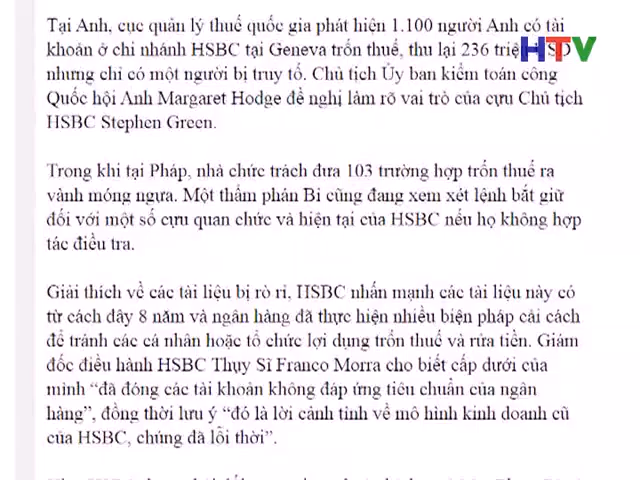 Tại Anh, cục quản lý thuế quốc gia phát hiện 1.100 người Anh có tài
khoản ở chi nhánh HSBC tại Geneva trốn thuế, thu lại 236 triệu
HTV
nhưng chỉ có một người bị truy tố. Chủ tịch Ủy ban kiểm toán công
Quốc hội Anh Margaret Hodge đề nghị làm rõ vai trò của cựu Chủ tịch
HSBC Stephen Green.
Trong khi tại Pháp, nhà chức trách đưa 103 trường hợp trốn thuế ra
vành móng ngựa. Một thẩm phán Bỉ cũng đang xem xét lệnh bắt giữ
đối với một số cựu quan chức và hiện tại của HSBC nếu họ không hợp
tác điều tra.
Giải thích về các tài liệu bị rò rỉ, HSBC nhấn mạnh các tài liệu này có
từ cách đây 8 năm và ngân hàng đã thực hiện nhiều biện pháp cải cách
để tránh các cá nhân hoặc tổ chức lợi dụng trốn thuế và rửa tiền. Giám
đốc điều hành HSBC Thụy Sĩ Franco Morra cho biết cấp dưới của
mình “đã đóng các tài khoản không đáp ứng tiêu chuẩn của ngân
hàng”, đồng thời lưu ý “đó là lời cảnh tỉnh về mô hình kinh doanh cũ
của HSBC, chúng đã lỗi thời”.